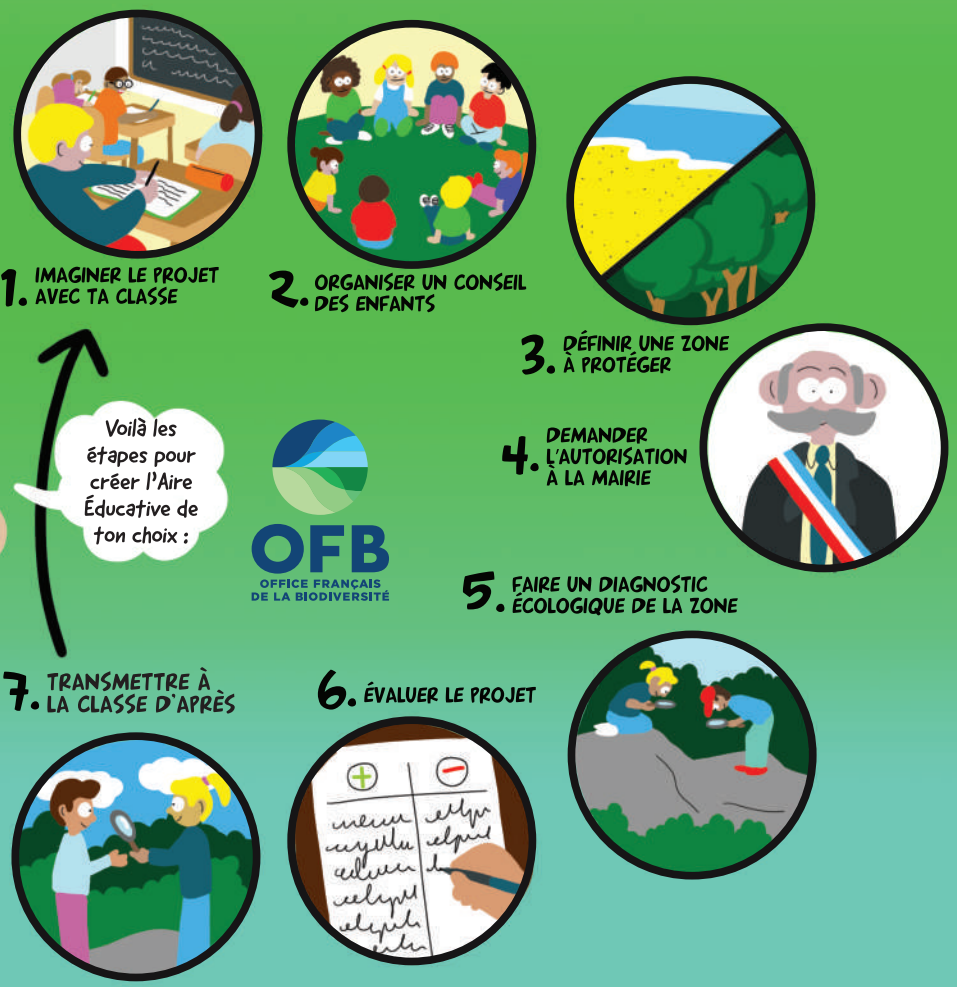 1. IMAGINER LE PROJET
AVEC TA CLASSE
2. ORGANISER UN CONSEIL
DES ENFANTS
3. DÉFINIR UNE ZONE
À PROTÉGER
4. DEMANDER
L'AUTORISATION
À LA MAIRIE
Voilà les
étapes pour
créer l'Aire
Éducative de
ton choix :
OFB
OFFICE FRANÇAIS
DE LA BIODIVERSITÉ
5. FAIRE UN DIAGNOSTIC
ÉCOLOGIQUE DE LA ZONE
6. ÉVALUER LE PROJET
7. TRANSMETTRE À
LA CLASSE D'APRÈS